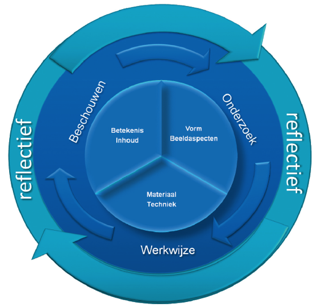 reflectief
Beschouwen
Onderzoek
reflectief
Betekenis
Inhoud
Vorm
Beeldaspecten
Materiaal
Techniek
Werkwijze